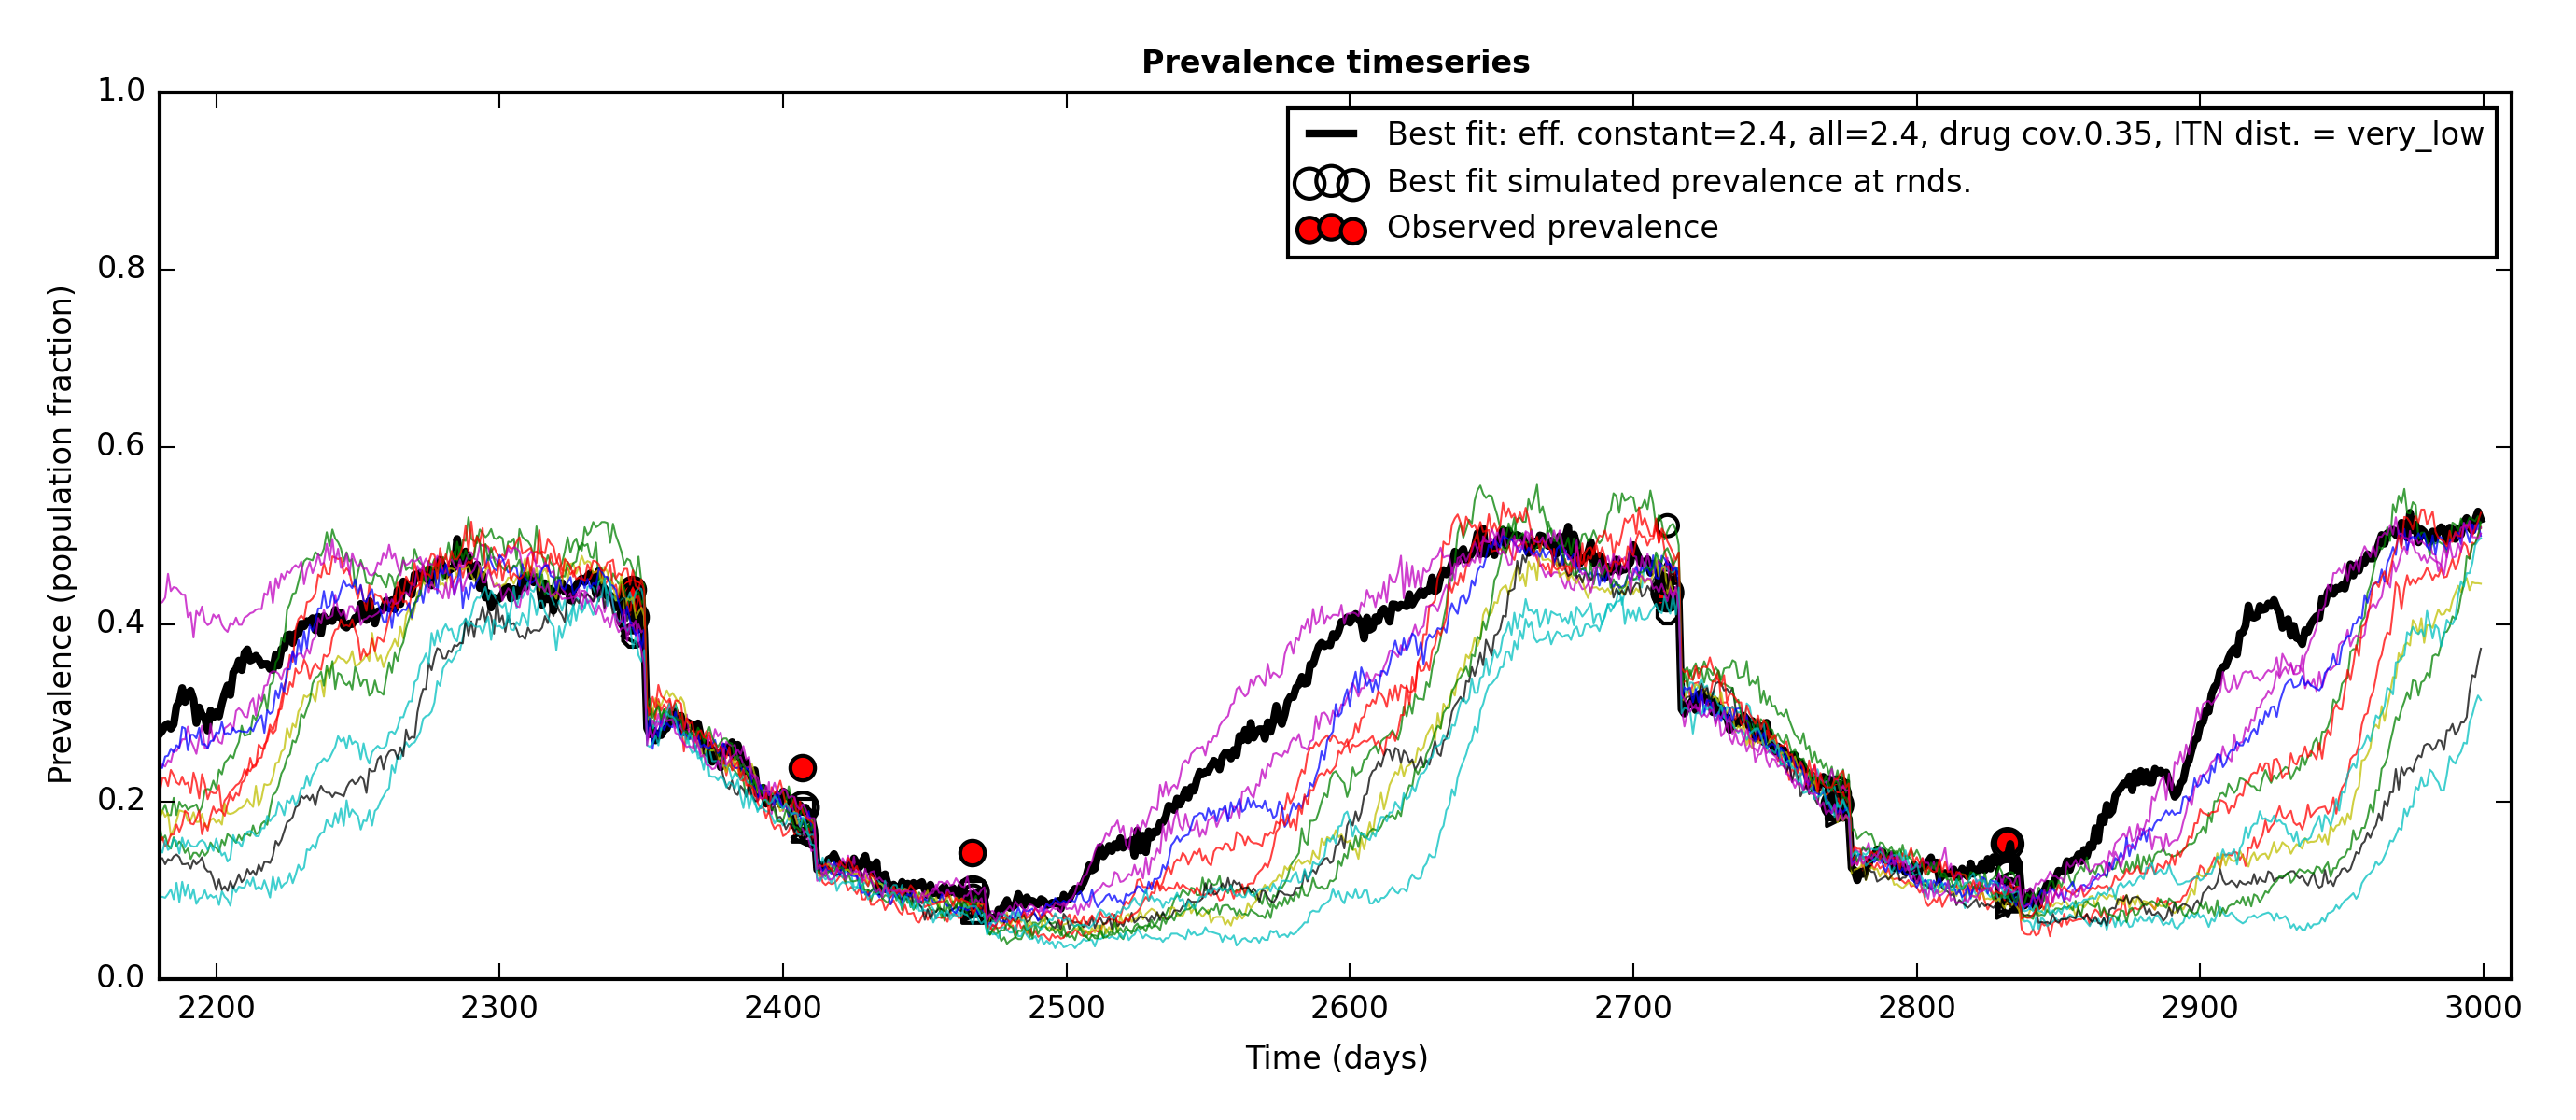 Prevalence timeseries
1.0
0.8
0.6
0.4
0.2
0.0
Prevalence (population fraction)
Best fit: eff. constant=2.4, all=2.4, drug cov.0.35, ITN dist. = very_low
Best fit simulated prevalence at rnds.
Observed prevalence
2200 2300 2400 2500 2600 2700 2800 2900 3000
Time (days)